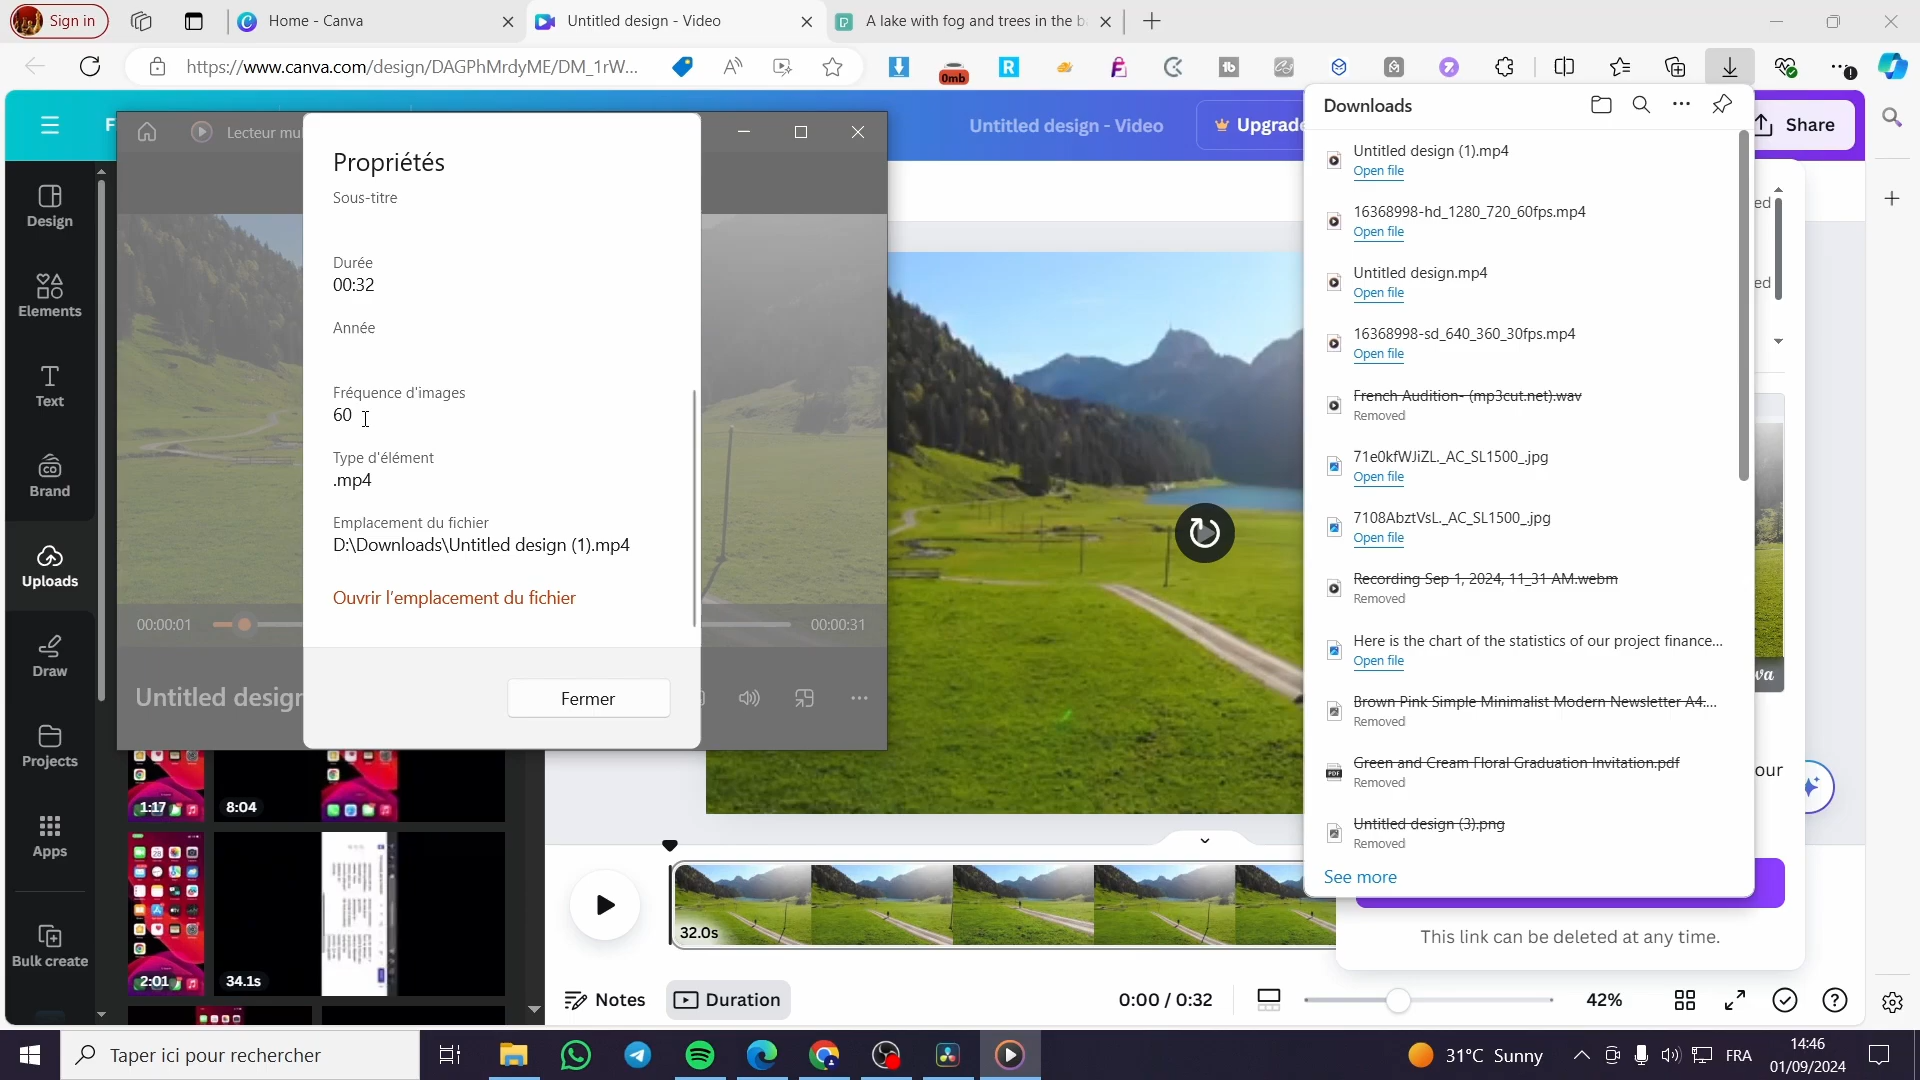 Sign in
Home - Canva
Untitled design - Video
A lake with fog and trees in the b
https://www.canva.com/design/DAGPhMrdyME/DM_1rW...
0mb
F
Lecteur mu
Untitled design - Video
Upgrade
Share
Design
Elements
Text
Brand
Uploads
Draw
Projects
Apps
Bulk create
Propriétés
Sous-titre
Durée
00:32
Année
Fréquence d'images
60
Type d'élément
.mp4
Emplacement du fichier
D:\Downloads\Untitled design (1).mp4
Ouvrir l'emplacement du fichier
Fermer
00:00:01
00:00:31
Untitled design
1:17
8:04
2:01
34.1s
Downloads
Untitled design (1).mp4
Open file
16368998-hd_1280_720_60fps.mp4
Open file
Untitled design.mp4
Open file
16368998-sd_640_360_30fps.mp4
Open file
French Audition- (mp3cut.net).wav
Removed
71e0kfWJiZL._AC_SL1500_.jpg
Open file
7108AbztVsL._AC_SL1500_.jpg
Open file
Recording Sep 1, 2024, 11_31 AM.webm
Removed
Here is the chart of the statistics of our project finance...
Open file
Brown Pink Simple Minimalist Modern Newsletter A4...
Removed
Green and Cream Floral Graduation Invitation.pdf
Removed
Untitled design (3).png
Removed
See more
ed
ed
va
our
This link can be deleted at any time.
32.0s
Notes
Duration
0:00 / 0:32
42%
Taper ici pour rechercher
31°C Sunny
FRA
14:46
01/09/2024